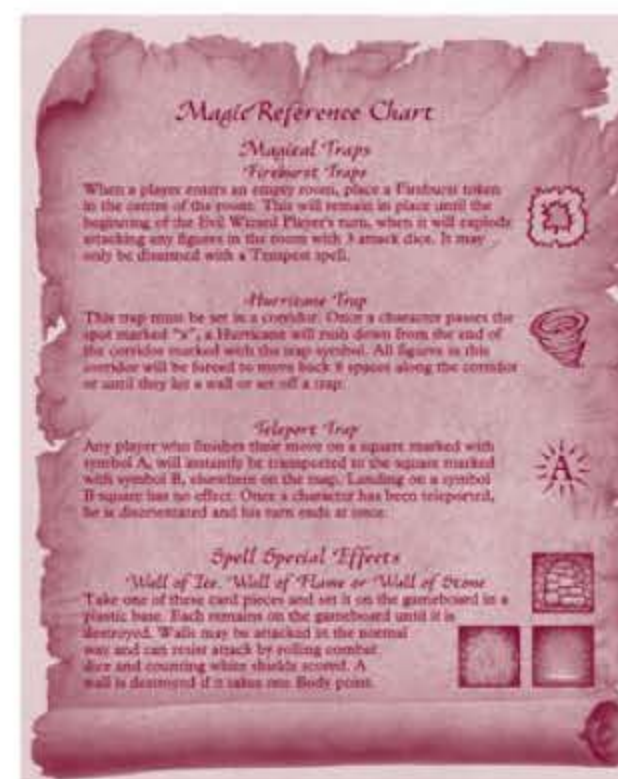 Magic Reference Chart
Magical Traps
Fireburst Traps
When a player enters an empty room, place a Fireburst token
in the centre of the room. This will remain in place until the
beginning of the Evil Wizard Player's turn, when it will explode
attacking any figures in the room with 3 attack dice. It may
only be disarmed with a Tempest spell.
Hurricane Trap
This trap must be set in a corridor. Once a character passes the
spot marked "x", a Hurricane will rush down from the end of
the corridor marked with the trap symbol. All figures in this
corridor will be forced to move back 8 spaces along the corridor
or until they hit a wall or set off a trap.
Teleport Trap
Any player who finishes their move on a square marked with
symbol A, will instantly be transported to the square marked
with symbol B, elsewhere on the map. Landing on a symbol
B square has no effect. Once a character has been teleported,
he is disorientated and his turn ends at once.
A
Spell Special Effects
Wall of Ice, Wall of Flame or Wall of Stone
Take one of these card pieces and set it on the gameboard in a
plastic base. Each remains on the gameboard until it is
destroyed. Walls may be attacked in the normal
way and can resist attack by rolling combat
dice and counting white shields scored. A
wall is destroyed if it takes one Body point.